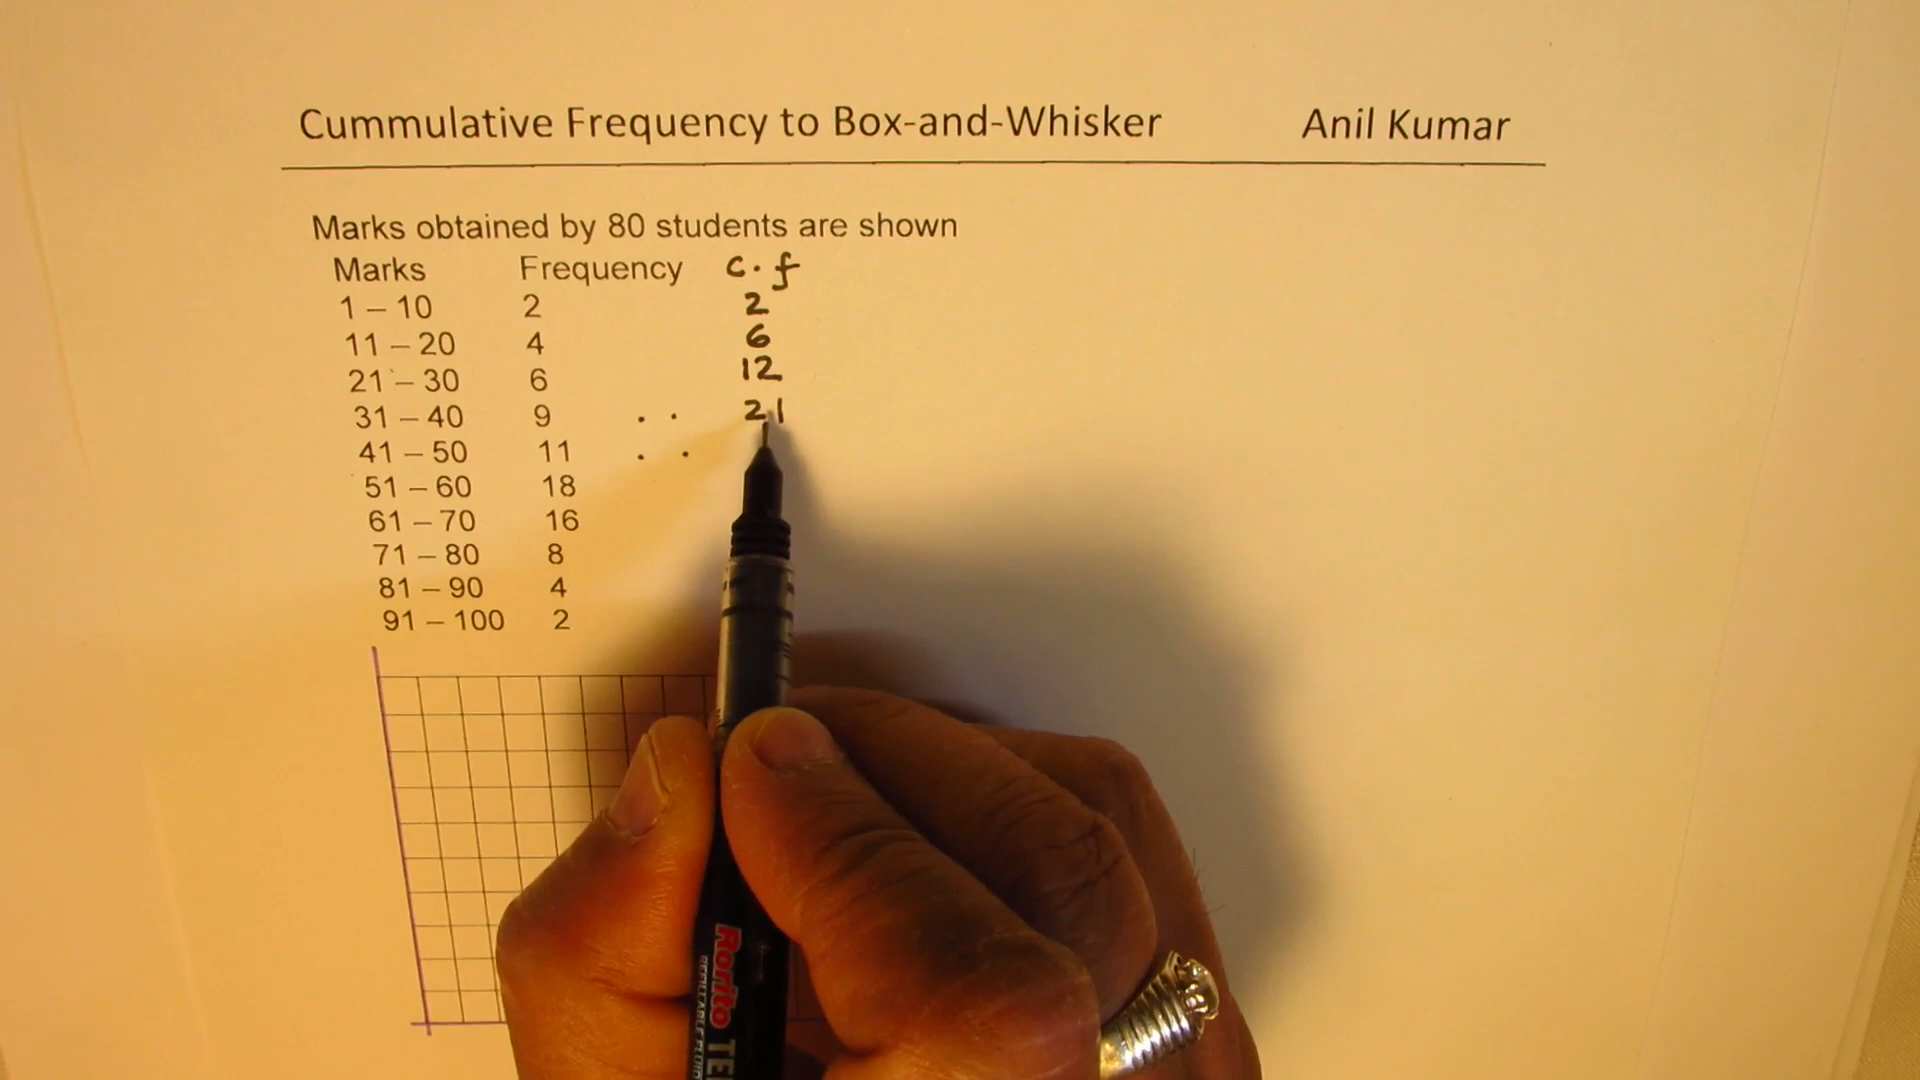 Cummulative Frequency to Box-and-Whisker Anil Kumar
Marks obtained by 80 students are shown
Marks Frequency c.f
1 – 10 2 2
11 – 20 4 6
21 – 30 6 12
31 – 40 9 . . 21
41 – 50 11 . .
51 – 60 18
61 – 70 16
71 – 80 8
81 – 90 4
91 – 100 2
Rorito